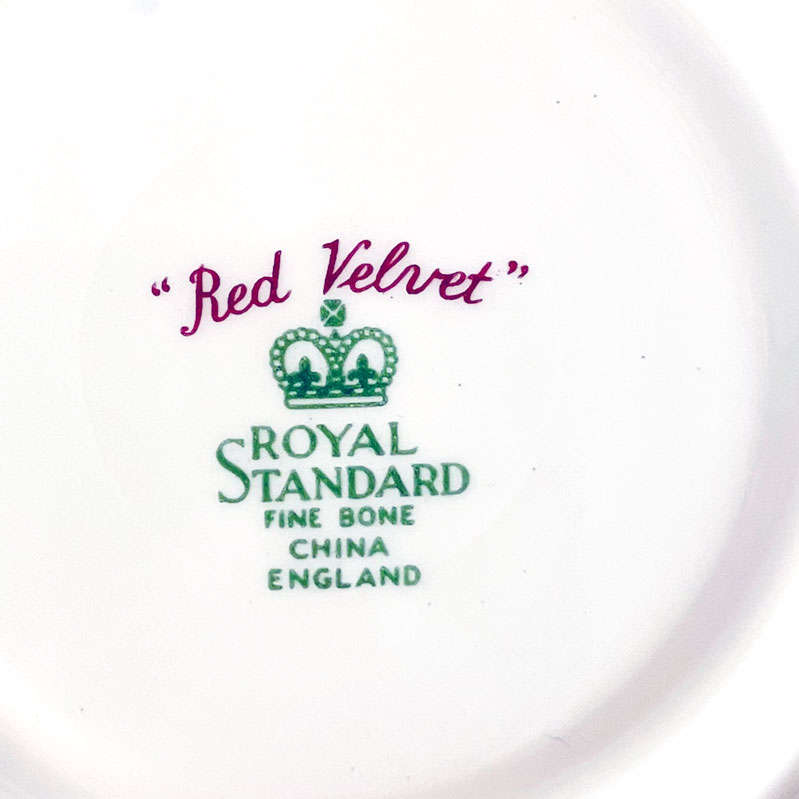 “Red Velvet”
ROYAL
STANDARD
FINE BONE
CHINA
ENGLAND